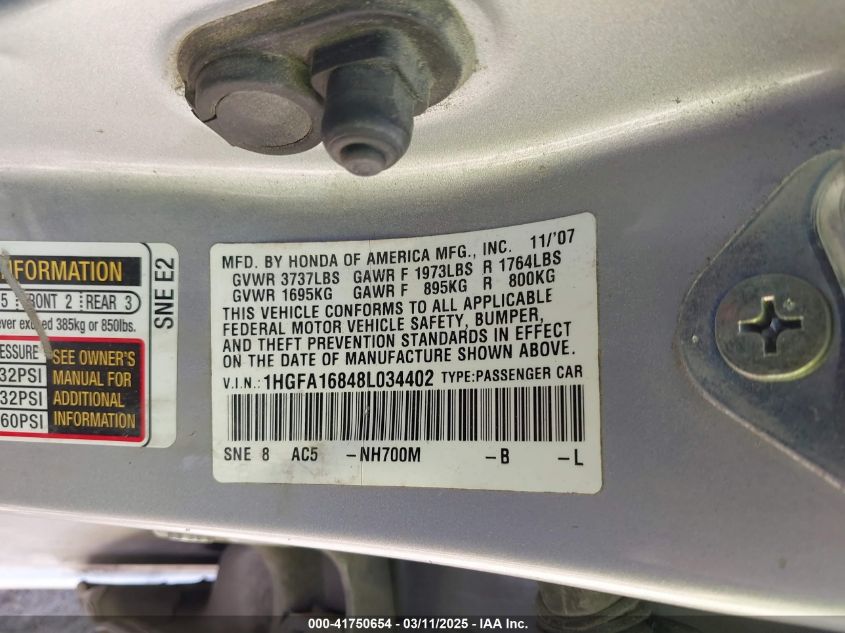 NFORMATION
5 FRONT 2 REAR 3
ever exceed 385kg or 850lbs.
PRESSURE SEE OWNER'S
32PSI MANUAL FOR
32PSI ADDITIONAL
60PSI INFORMATION
SNE E2
MFD. BY HONDA OF AMERICA MFG., INC. 11/'07
GVWR 3737LBS GAWR F 1973LBS R 1764LBS
GVWR 1695KG GAWR F 895KG R 800KG
THIS VEHICLE CONFORMS TO ALL APPLICABLE
FEDERAL MOTOR VEHICLE SAFETY, BUMPER,
AND THEFT PREVENTION STANDARDS IN EFFECT
ON THE DATE OF MANUFACTURE SHOWN ABOVE.
V.I.N.: 1HGFA16848L034402 TYPE:PASSENGER CAR
SNE 8 AC5 -NH700M -B -L
000-41750654 - 03/11/2025 - IAA Inc.